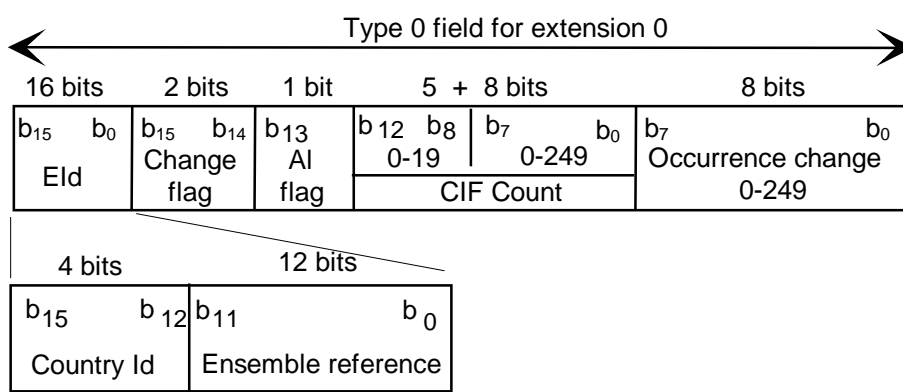 Type 0 field for extension 0
16 bits 2 bits 1 bit 5 + 8 bits 8 bits
b15 b0 b15 b14 b13 b12 b8 b7 b0 b7 b0
EId Change flag AI flag 0-19 0-249 Occurrence change
CIF Count 0-249
4 bits 12 bits
b15 b12 b11 b0
Country Id Ensemble reference